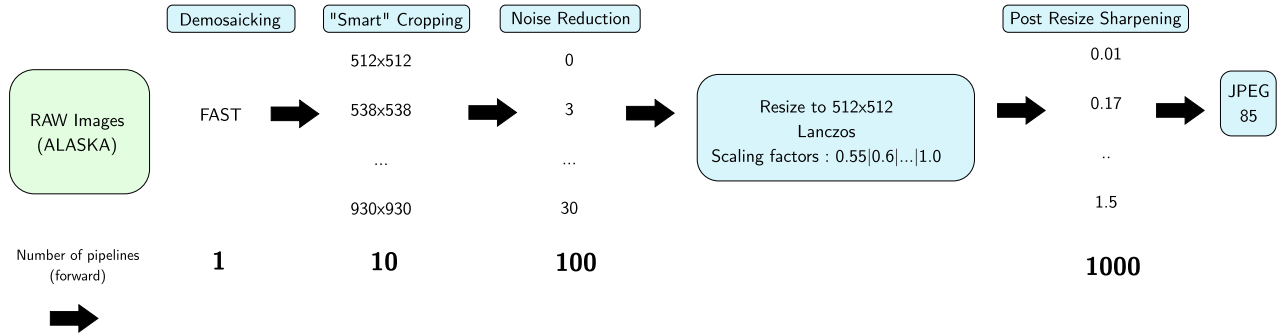 Demosaicking
"Smart" Cropping
Noise Reduction
Post Resize Sharpening
RAW Images
(ALASKA)
FAST
512x512
538x538
...
930x930
0
3
...
30
Resize to 512x512
Lanczos
Scaling factors : 0.55|0.6|...|1.0
0.01
0.17
..
1.5
JPEG
85
Number of pipelines
(forward)
1
10
100
1000